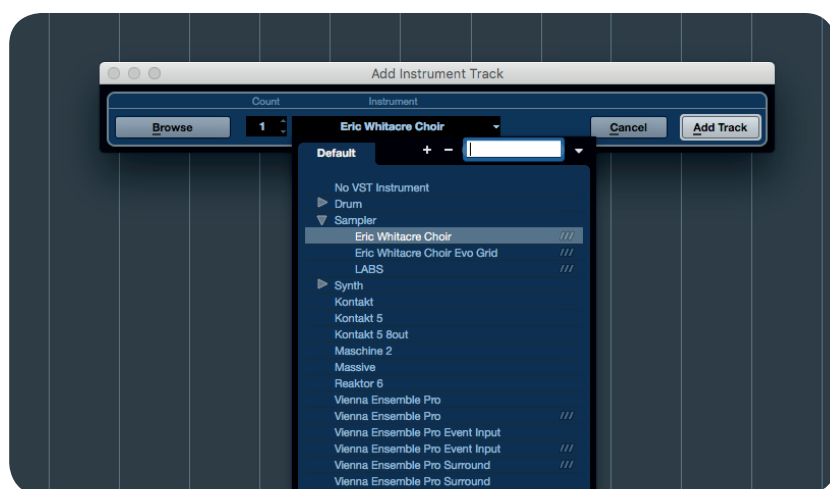 Add Instrument Track
Count Instrument
Browse 1 Eric Whitacre Choir Cancel Add Track
Default + −
No VST Instrument
Drum
Sampler
Eric Whitacre Choir ///
Eric Whitacre Choir Evo Grid ///
LABS ///
Synth
Kontakt
Kontakt 5
Kontakt 5 8out
Maschine 2
Massive
Reaktor 6
Vienna Ensemble Pro
Vienna Ensemble Pro ///
Vienna Ensemble Pro Event Input
Vienna Ensemble Pro Event Input ///
Vienna Ensemble Pro Surround ///
Vienna Ensemble Pro Surround